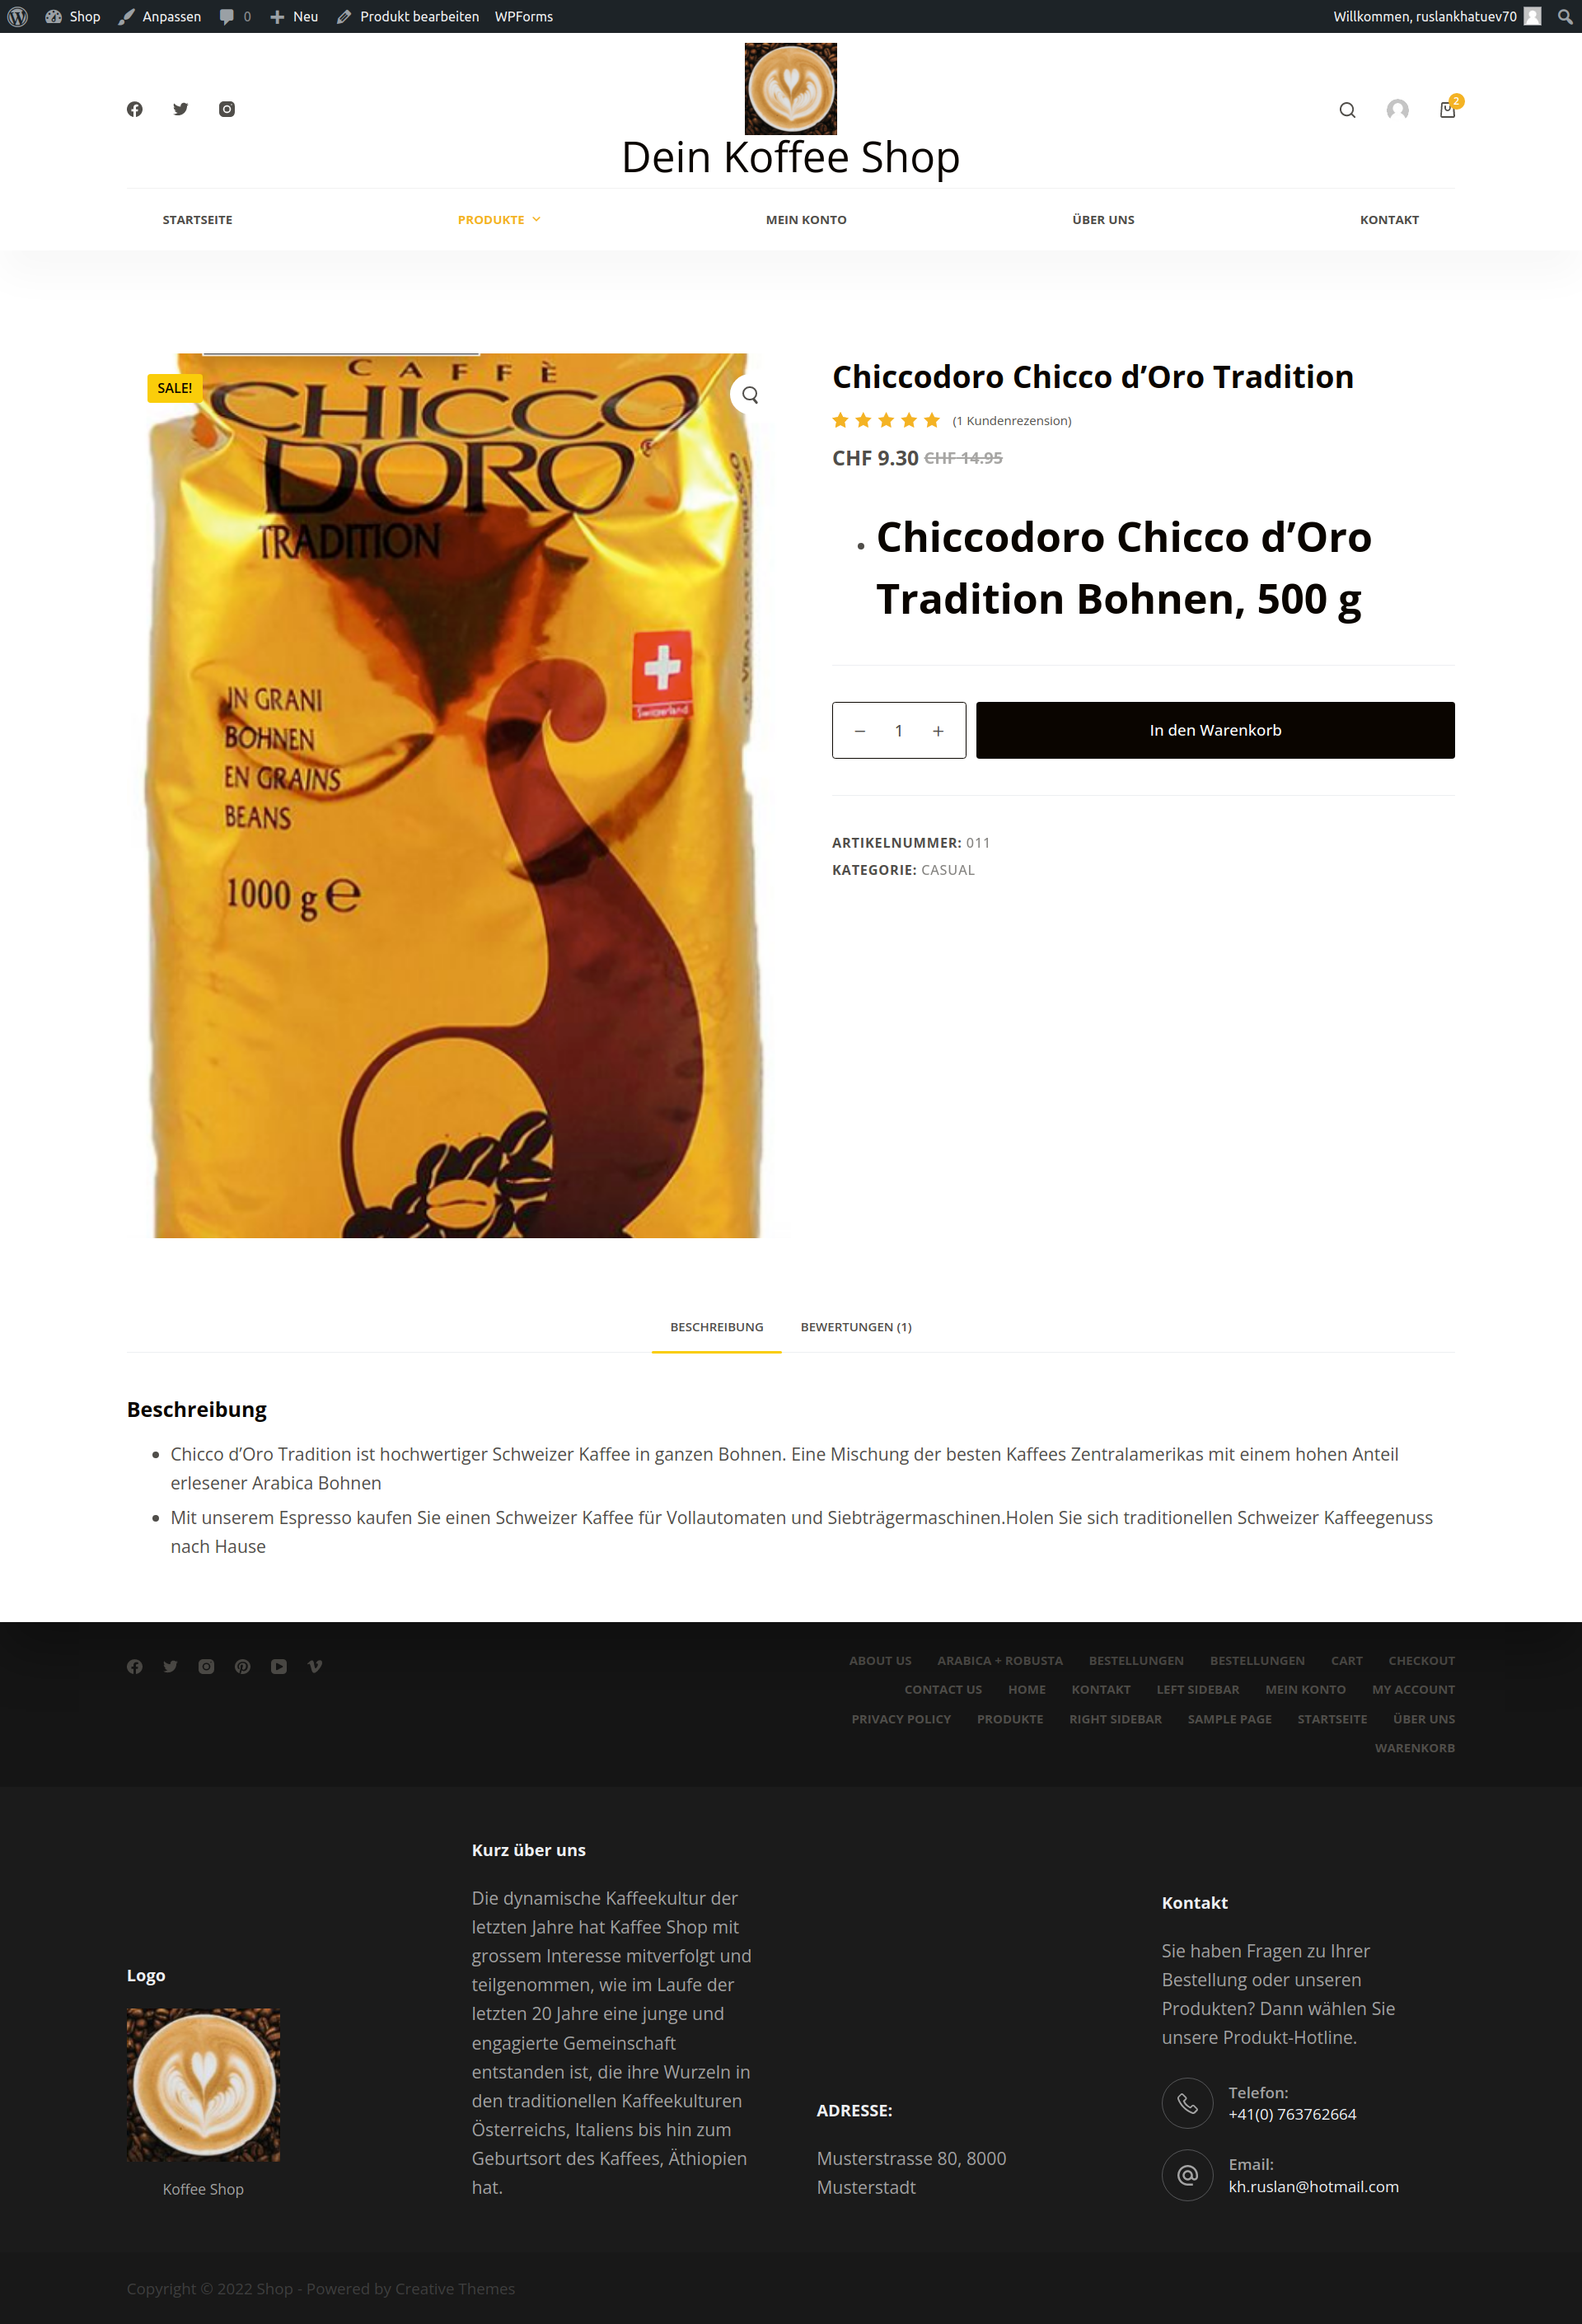 Shop Anpassen 0 Neu Produkt bearbeiten WPForms Willkommen, ruslankhatuev70
2
Dein Koffee Shop
STARTSEITE PRODUKTE MEIN KONTO ÜBER UNS KONTAKT
SALE!
CAFFÈ
CHICCO
D'ORO
®
TRADITION
Switzerland
IN GRANI
BOHNEN
EN GRAINS
BEANS
1000 g e
Chiccodoro Chicco d’Oro Tradition
(1 Kundenrezension)
CHF 9.30 CHF 14.95
• Chiccodoro Chicco d’Oro
Tradition Bohnen, 500 g
− 1 + In den Warenkorb
ARTIKELNUMMER: 011
KATEGORIE: CASUAL
BESCHREIBUNG BEWERTUNGEN (1)
Beschreibung
• Chicco d’Oro Tradition ist hochwertiger Schweizer Kaffee in ganzen Bohnen. Eine Mischung der besten Kaffees Zentralamerikas mit einem hohen Anteil
erlesener Arabica Bohnen
• Mit unserem Espresso kaufen Sie einen Schweizer Kaffee für Vollautomaten und Siebträgermaschinen.Holen Sie sich traditionellen Schweizer Kaffeegenuss
nach Hause
ABOUT US ARABICA + ROBUSTA BESTELLUNGEN BESTELLUNGEN CART CHECKOUT
CONTACT US HOME KONTAKT LEFT SIDEBAR MEIN KONTO MY ACCOUNT
PRIVACY POLICY PRODUKTE RIGHT SIDEBAR SAMPLE PAGE STARTSEITE ÜBER UNS
WARENKORB
Logo
Koffee Shop
Kurz über uns
Die dynamische Kaffeekultur der
letzten Jahre hat Kaffee Shop mit
grossem Interesse mitverfolgt und
teilgenommen, wie im Laufe der
letzten 20 Jahre eine junge und
engagierte Gemeinschaft
entstanden ist, die ihre Wurzeln in
den traditionellen Kaffeekulturen
Österreichs, Italiens bis hin zum
Geburtsort des Kaffees, Äthiopien
hat.
ADRESSE:
Musterstrasse 80, 8000
Musterstadt
Kontakt
Sie haben Fragen zu Ihrer
Bestellung oder unseren
Produkten? Dann wählen Sie
unsere Produkt-Hotline.
Telefon:
+41(0) 763762664
Email:
kh.ruslan@hotmail.com
Copyright © 2022 Shop - Powered by Creative Themes